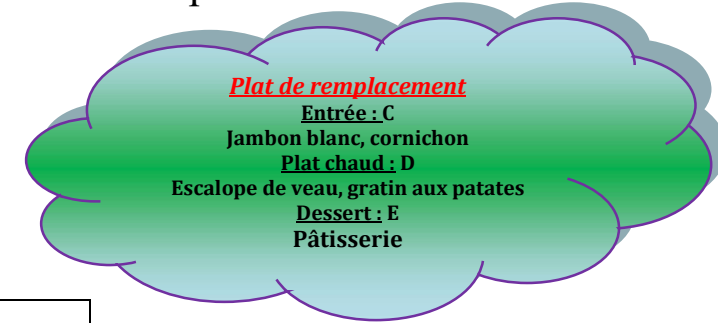 Plat de remplacement
Entrée : C
Jambon blanc, cornichon
Plat chaud : D
Escalope de veau, gratin aux patates
Dessert : E
Pâtisserie